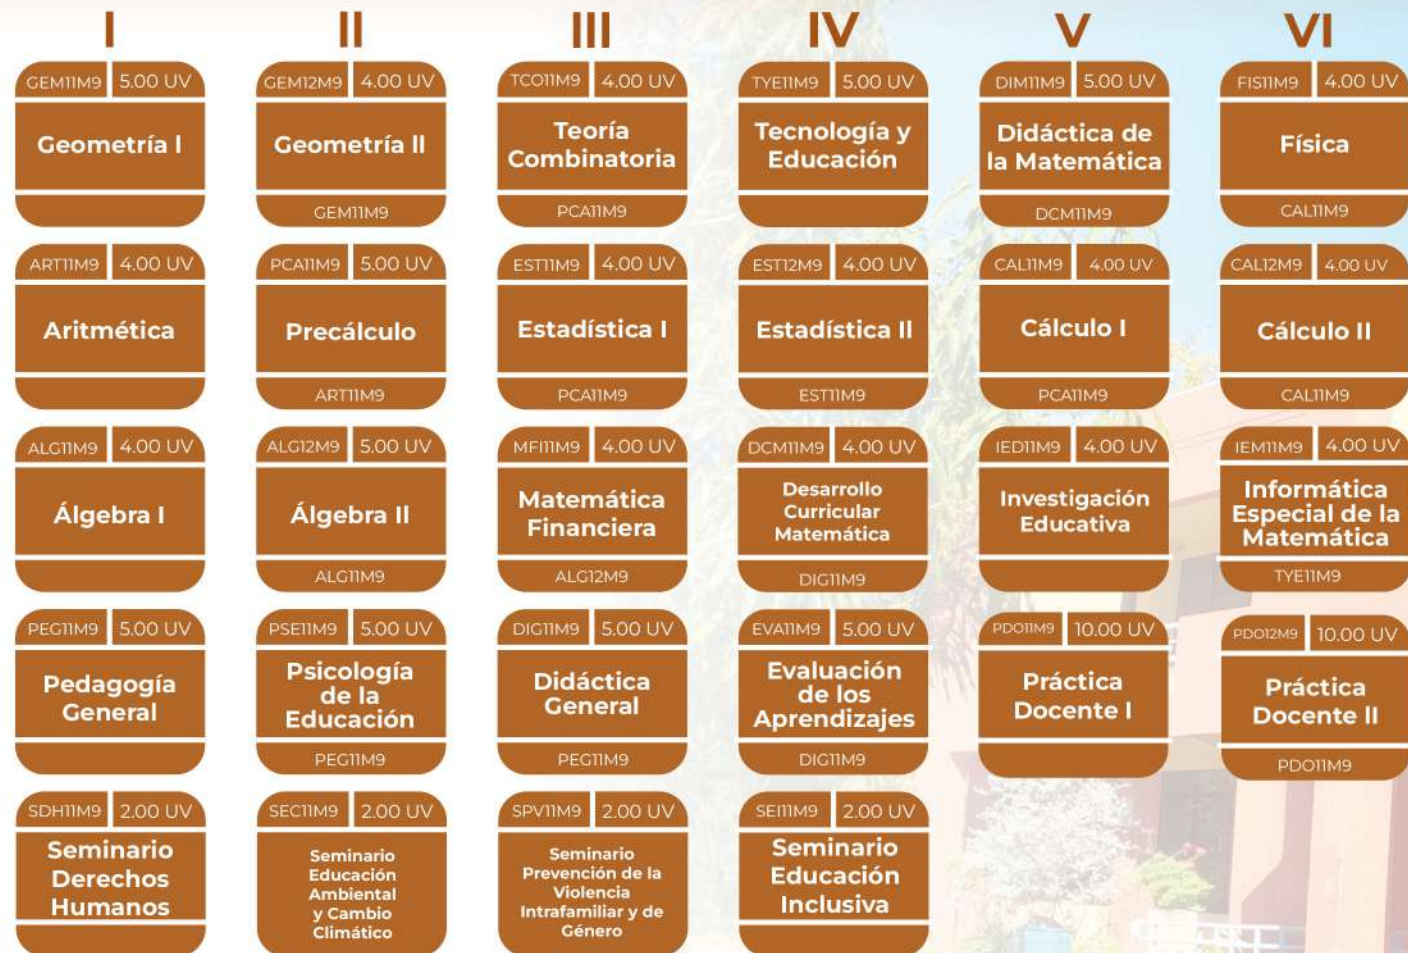 I II III IV V VI
GEM11M9 5.00 UV GEM12M9 4.00 UV TCO11M9 4.00 UV TYE11M9 5.00 UV DIM11M9 5.00 UV FIS11M9 4.00 UV
Geometría I
Geometría II
Teoría
Combinatoria
Tecnología y
Educación
Didáctica de
la Matemática
Física
GEM11M9 PCA11M9 DCM11M9 CAL11M9
ART11M9 4.00 UV PCA11M9 5.00 UV EST11M9 4.00 UV EST12M9 4.00 UV CAL11M9 4.00 UV CAL12M9 4.00 UV
Aritmética
Precálculo
Estadística I
Estadística II
Cálculo I
Cálculo II
ART11M9 PCA11M9 EST11M9 PCA11M9 CAL11M9
ALG11M9 4.00 UV ALG12M9 5.00 UV MFI11M9 4.00 UV DCM11M9 4.00 UV IED11M9 4.00 UV IEM11M9 4.00 UV
Álgebra I
Álgebra II
Matemática
Financiera
Desarrollo
Curricular
Matemática
Investigación
Educativa
Informática
Especial de la
Matemática
ALG11M9 ALG12M9 DIG11M9 TYE11M9
PEG11M9 5.00 UV PSE11M9 5.00 UV DIG11M9 5.00 UV EVA11M9 5.00 UV PDO11M9 10.00 UV PDO12M9 10.00 UV
Pedagogía
General
Psicología
de la
Educación
Didáctica
General
Evaluación
de los
Aprendizajes
Práctica
Docente I
Práctica
Docente II
PEG11M9 PEG11M9 DIG11M9 PDO11M9
SDH11M9 2.00 UV SEC11M9 2.00 UV SPV11M9 2.00 UV SEI11M9 2.00 UV
Seminario
Derechos
Humanos
Seminario
Educación
Ambiental
y Cambio
Climático
Seminario
Prevención de la
Violencia
Intrafamiliar y de
Género
Seminario
Educación
Inclusiva